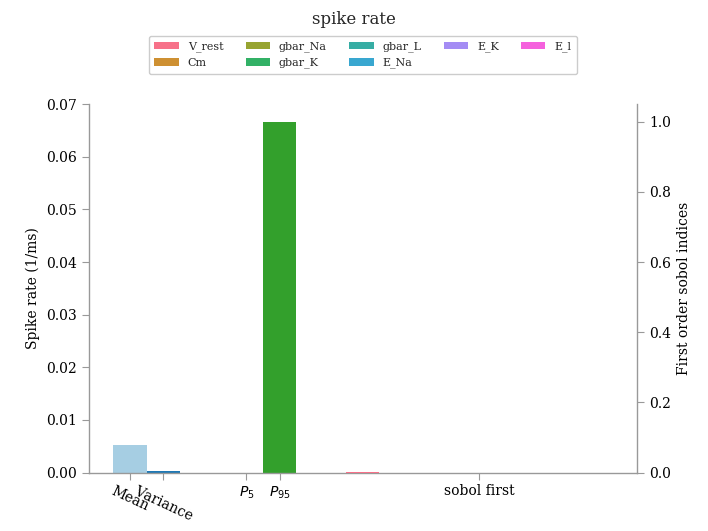 spike rate
V_rest gbar_Na gbar_L E_K E_l
Cm gbar_K E_Na
0.07
0.06
0.05
0.04
0.03
0.02
0.01
0.00
Spike rate (1/ms)
1.0
0.8
0.6
0.4
0.2
0.0
First order sobol indices
Mean Variance P5 P95 sobol first